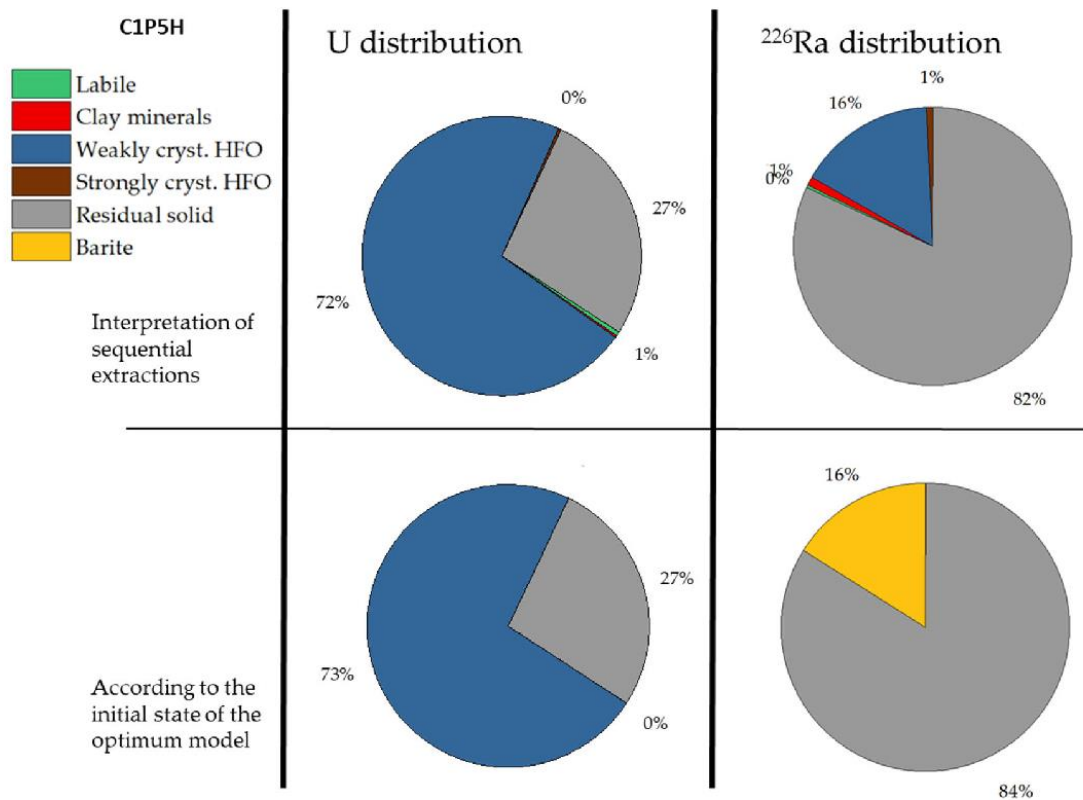 C1P5H
U distribution
²²⁶Ra distribution
Labile
Clay minerals
Weakly cryst. HFO
Strongly cryst. HFO
Residual solid
Barite
Interpretation of
sequential
extractions
0%
27%
72%
1%
1%
16%
1%
0%
82%
According to the
initial state of the
optimum model
27%
73%
0%
16%
84%